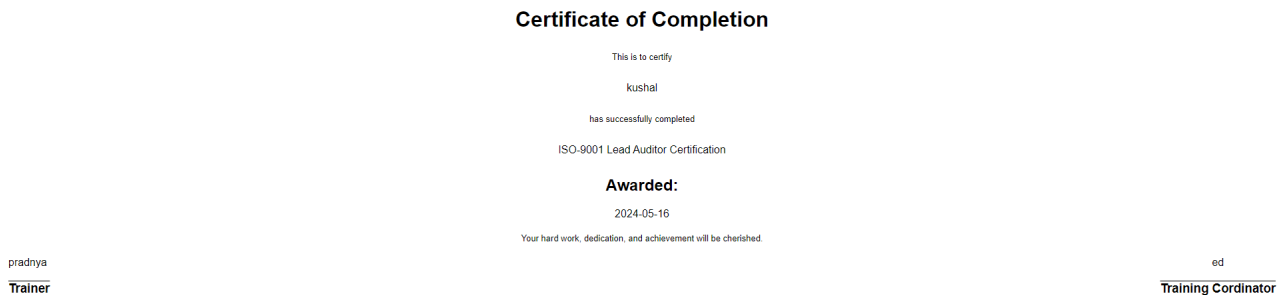 Certificate of Completion
This is to certify
kushal
has successfully completed
ISO-9001 Lead Auditor Certification
Awarded:
2024-05-16
Your hard work, dedication, and achievement will be cherished.
pradnya
ed
Trainer
Training Cordinator